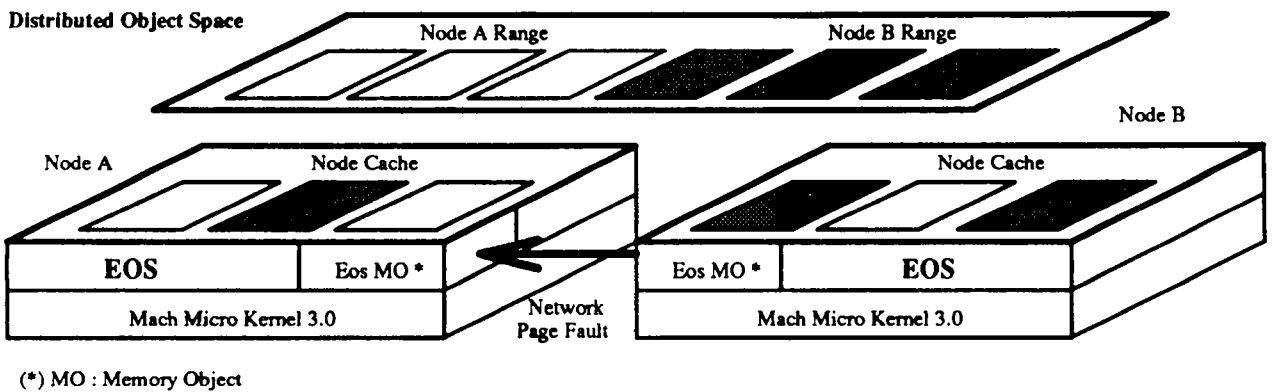 Distributed Object Space
Node A Range
Node B Range
Node B
Node A
Node Cache
Node Cache
EOS
Eos MO *
Eos MO *
EOS
Mach Micro Kernel 3.0
Network
Page Fault
Mach Micro Kernel 3.0
(*) MO : Memory Object